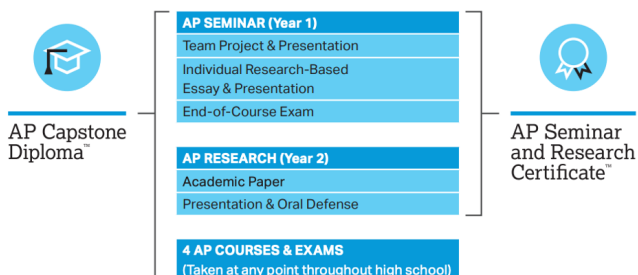 AP Capstone
Diploma™
AP SEMINAR (Year 1)
Team Project & Presentation
Individual Research-Based
Essay & Presentation
End-of-Course Exam
AP RESEARCH (Year 2)
Academic Paper
Presentation & Oral Defense
4 AP COURSES & EXAMS
(Taken at any point throughout high school)
AP Seminar
and Research
Certificate™